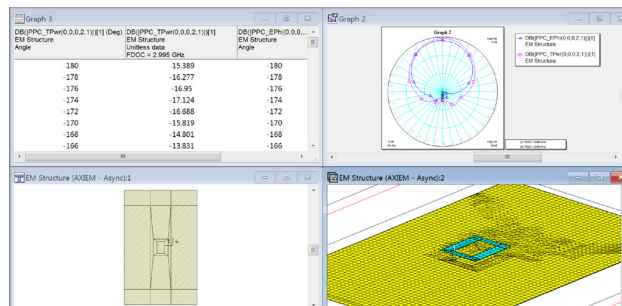 Graph 3
DB(|PPC_TPwr(0,0,0,2,1)|)[1] (Deg) DB(|PPC_TPwr(0,0,0,2,1)|)[1] DB(|PPC_EPhi(0,0,0,...
EM Structure EM Structure EM Structure
Angle Unitless data Angle
FDOC = 2.995 GHz
-180 -15.389 -180
-178 -16.277 -178
-176 -16.95 -176
-174 -17.124 -174
-172 -16.688 -172
-170 -15.819 -170
-168 -14.801 -168
-166 -13.831 -166
Graph 2
Graph 2
DB(|PPC_EPhi(0,0,0,2,1)|)[1]
EM Structure
DB(|PPC_TPwr(0,0,0,2,1)|)[1]
EM Structure
EM Structure (AXIEM - Async):1
EM Structure (AXIEM - Async):2